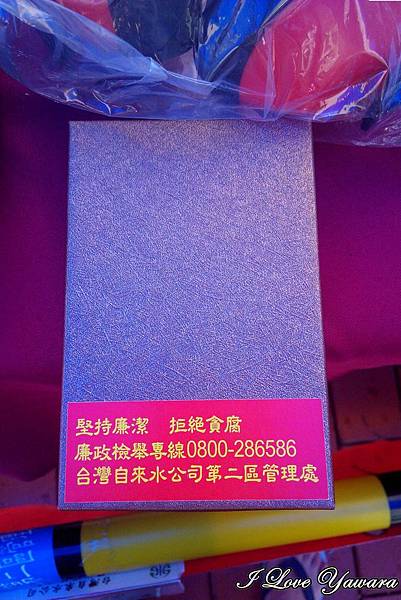 堅持廉潔　拒絕貪腐
廉政檢舉專線0800-286586
台灣自來水公司第二區管理處
I Love Yawara